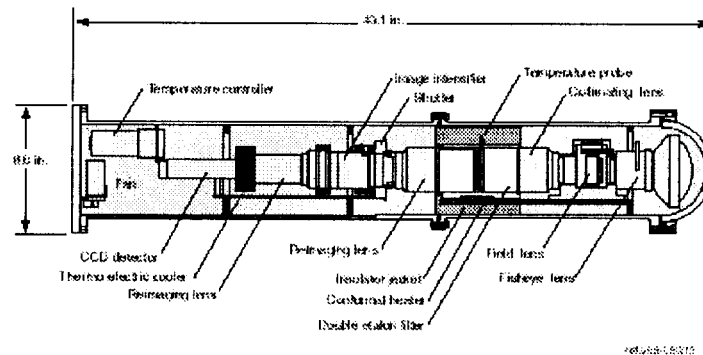 43.1 in.
Image intensifier
Temperature probe
Temperature controller
Shutter
Collimating lens
8.0 in.
Fan
CCD detector
Reimaging lens
Field lens
Thermo electric cooler
Insulator jacket
Fisheye lens
Reimaging lens
Conformal heater
Double etalon filter